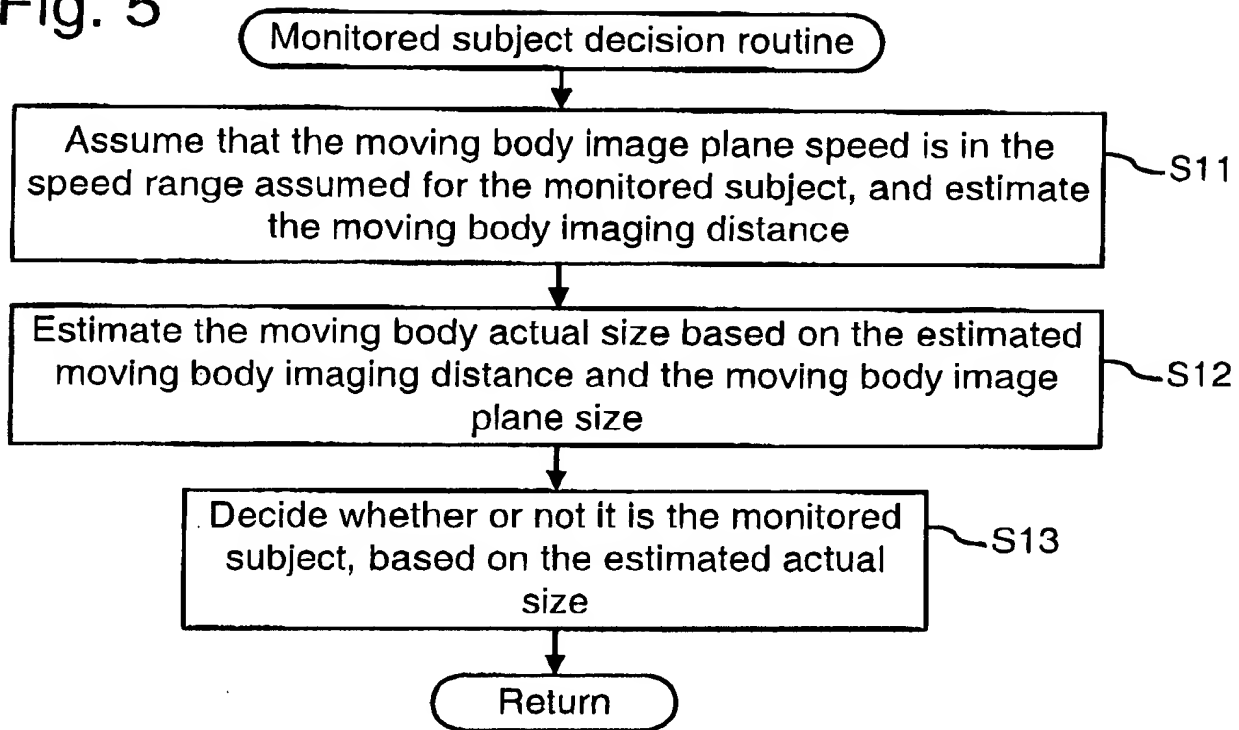 Fig. 5
Monitored subject decision routine
Assume that the moving body image plane speed is in the
speed range assumed for the monitored subject, and estimate
the moving body imaging distance
S11
Estimate the moving body actual size based on the estimated
moving body imaging distance and the moving body image
plane size
S12
Decide whether or not it is the monitored
subject, based on the estimated actual
size
S13
Return